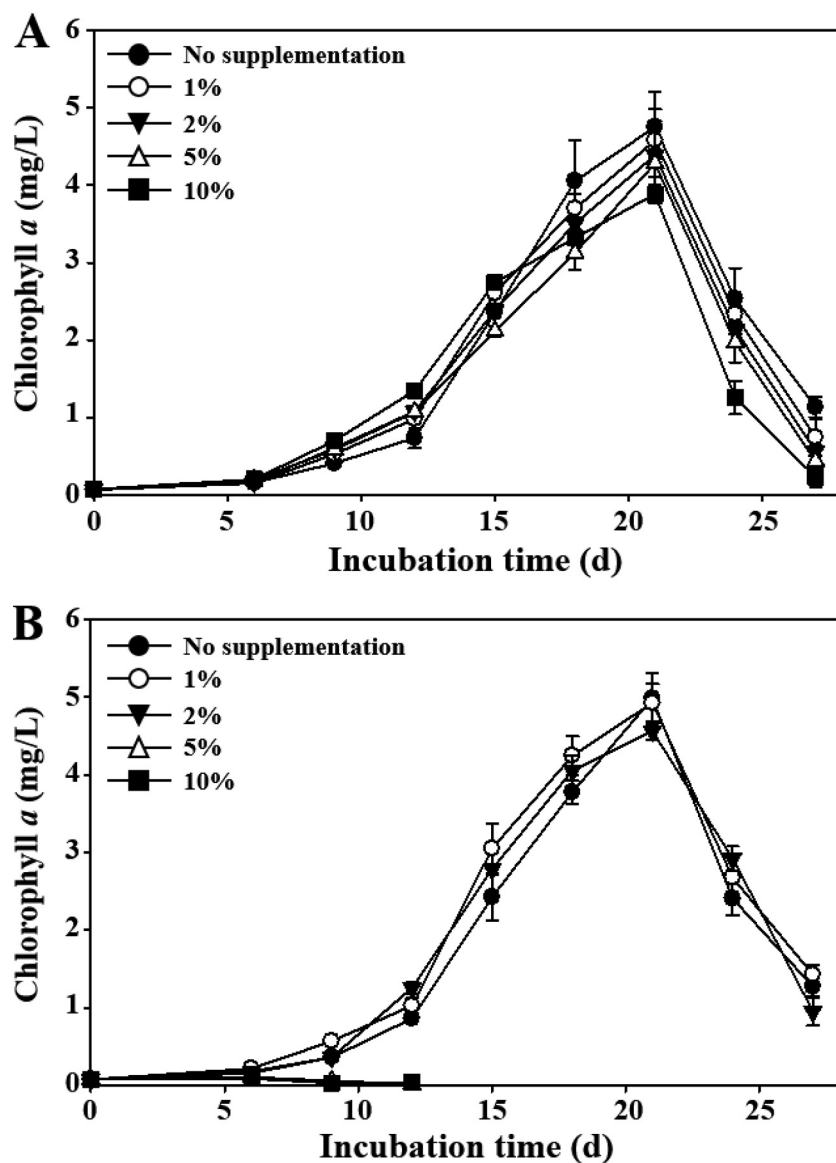 A
6
No supplementation
1%
2%
5%
10%
5
4
3
2
1
0
Chlorophyll a (mg/L)
0 5 10 15 20 25
Incubation time (d)
B
6
No supplementation
1%
2%
5%
10%
5
4
3
2
1
0
Chlorophyll a (mg/L)
0 5 10 15 20 25
Incubation time (d)